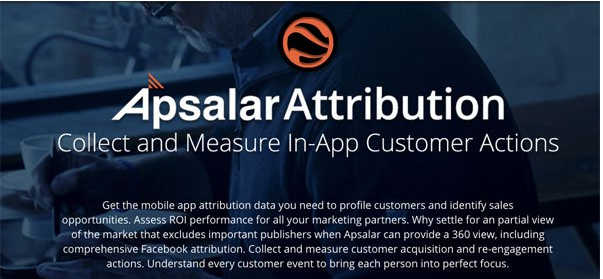 Apsalar Attribution
Collect and Measure In-App Customer Actions
Get the mobile app attribution data you need to profile customers and identify sales
opportunities. Assess ROI performance for all your marketing partners. Why settle for an partial view
of the market that excludes important publishers when Apsalar can provide a 360 view, including
comprehensive Facebook attribution. Collect and measure customer acquisition and re-engagement
actions. Understand every customer event to bring each person into perfect focus.